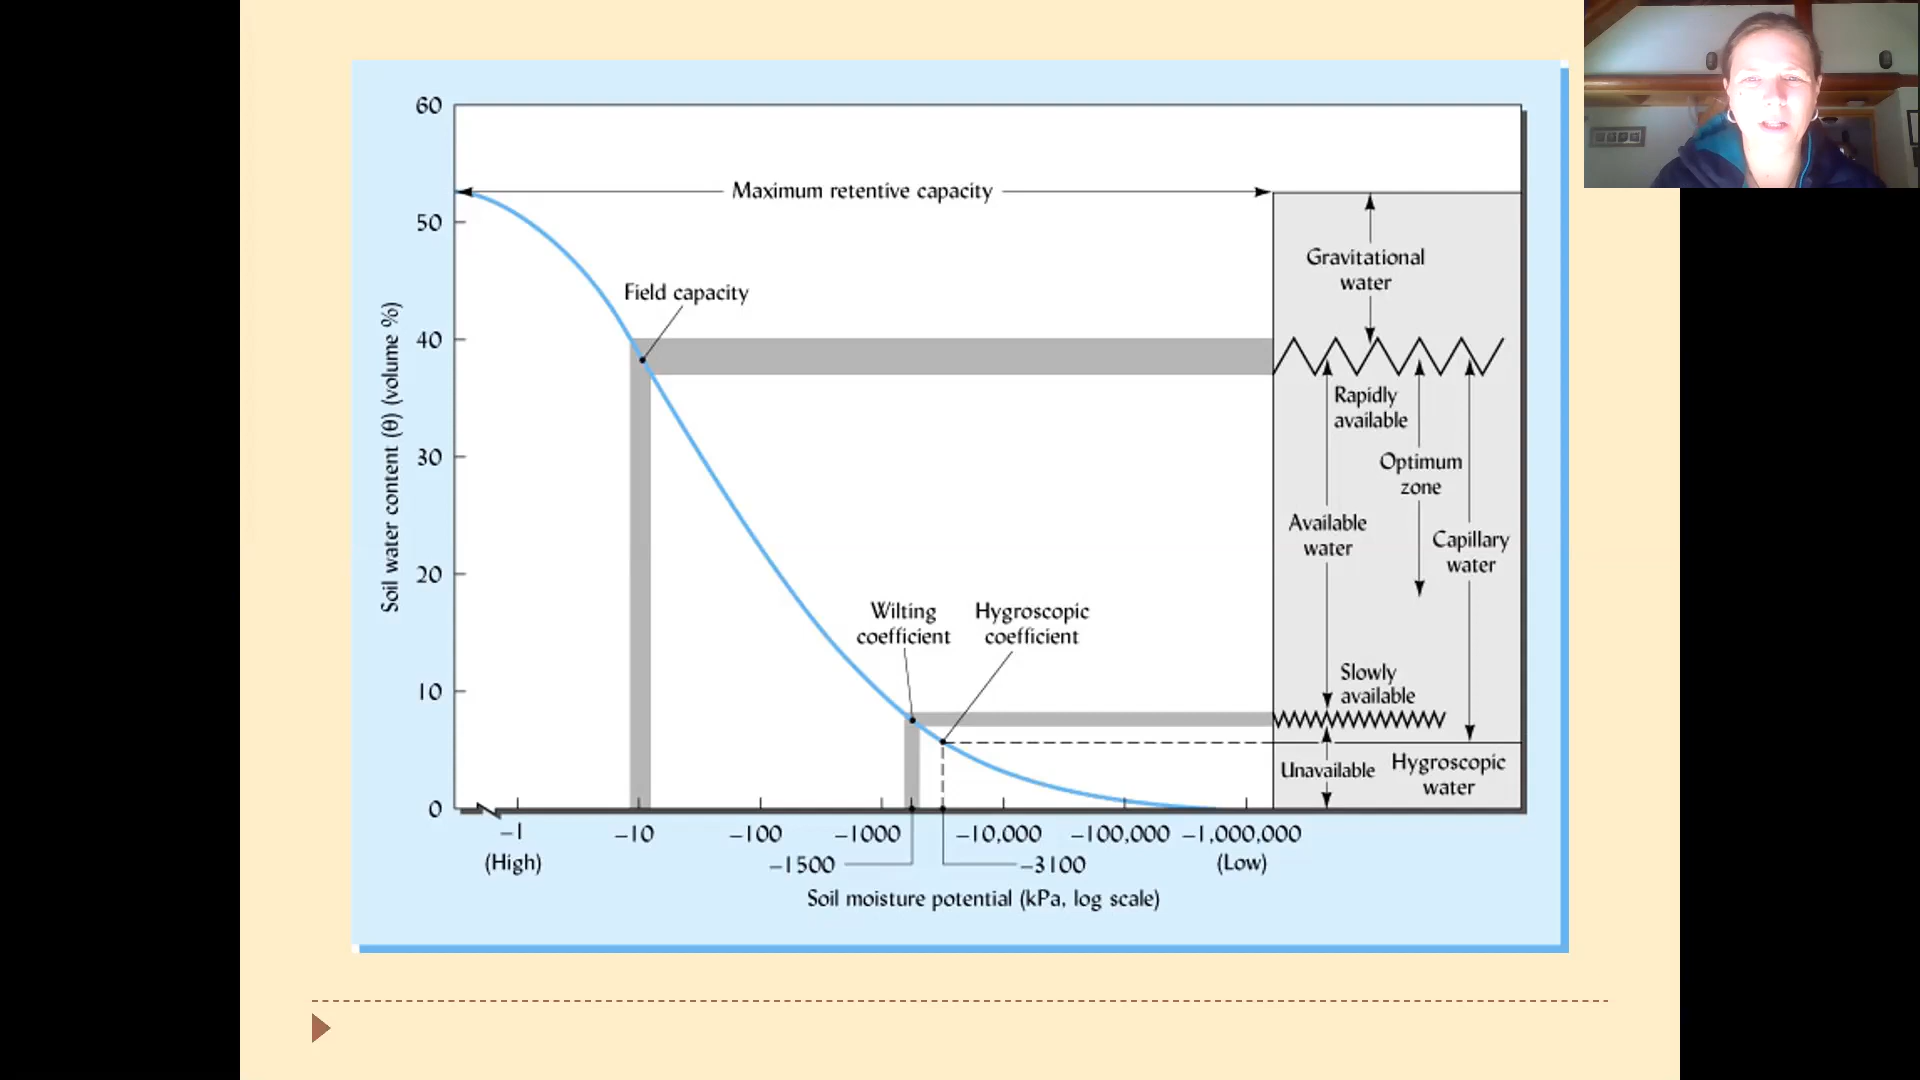 60
Maximum retentive capacity
50
Gravitational
water
Field capacity
40
Rapidly
available
30
Optimum
zone
Available
water
Capillary
water
20
Wilting
coefficient
Hygroscopic
coefficient
Slowly
available
10
Unavailable
Hygroscopic
water
0
Soil water content (θ) (volume %)
–1 –10 –100 –1000 –10,000 –100,000 –1,000,000
(High) –1500 –3100 (Low)
Soil moisture potential (kPa, log scale)